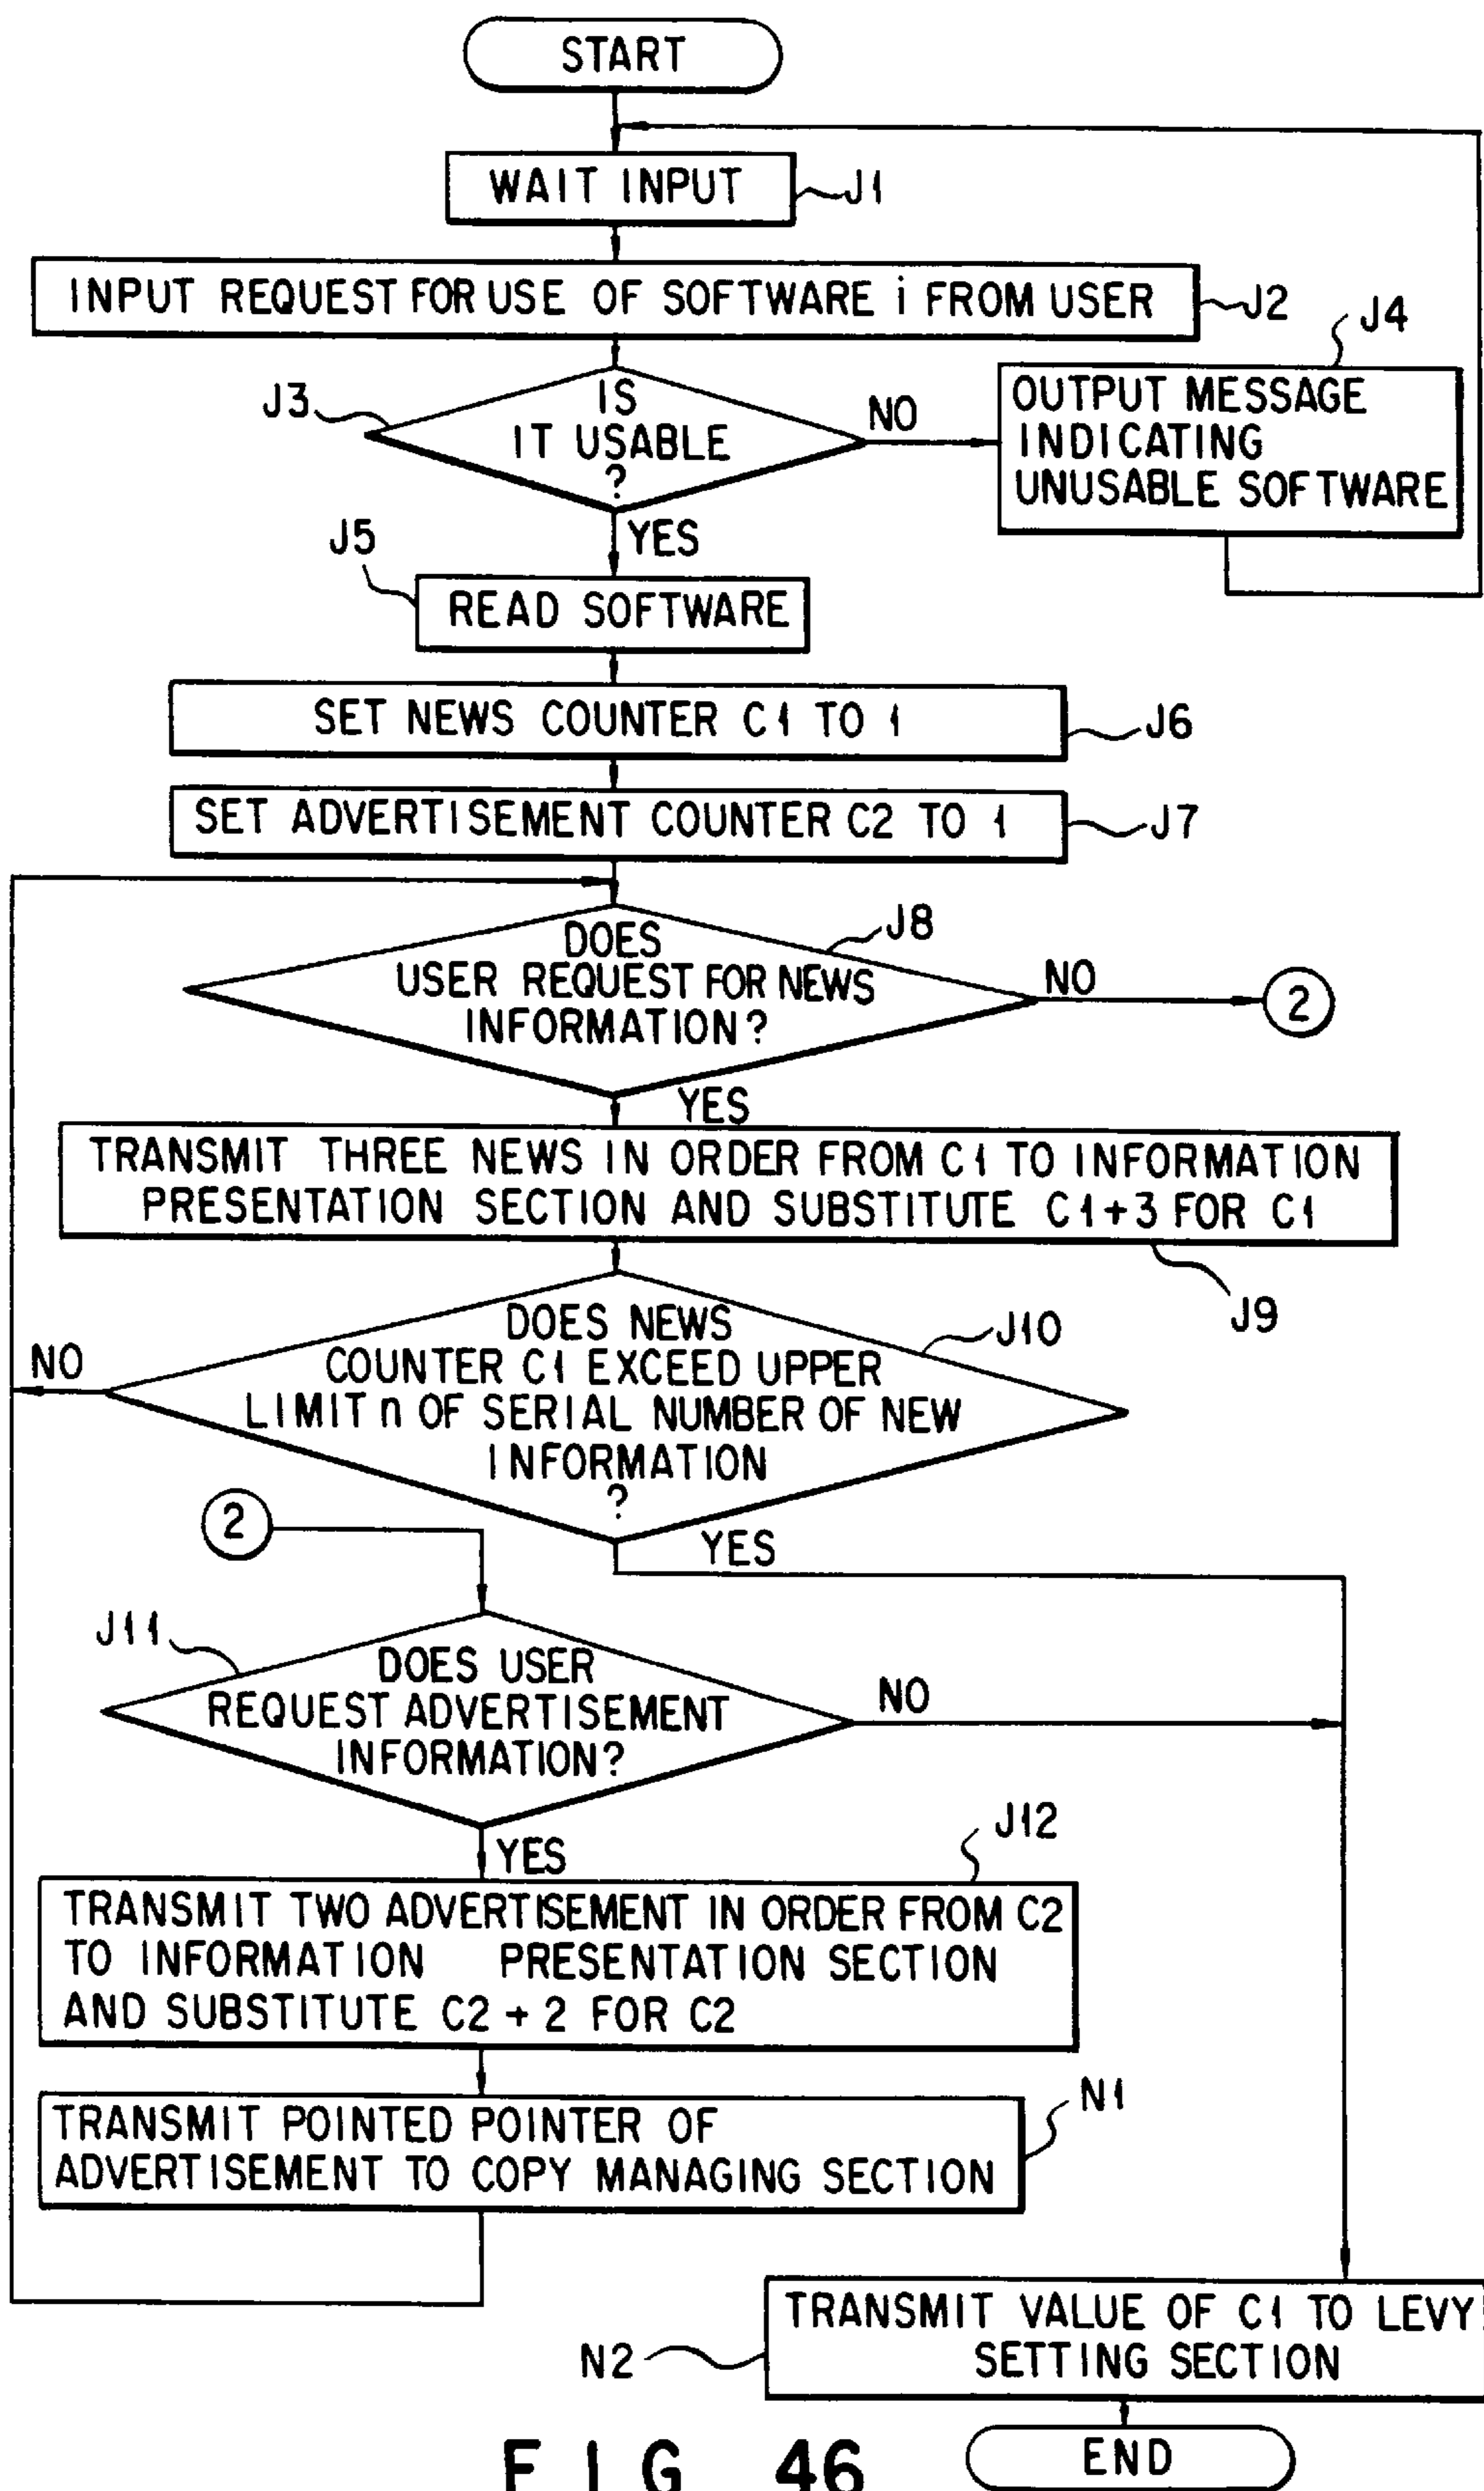 START
WAIT INPUT
J1
INPUT REQUEST FOR USE OF SOFTWARE i FROM USER
J2
J3
IS
IT USABLE
?
NO
J4
OUTPUT MESSAGE
INDICATING
UNUSABLE SOFTWARE
YES
J5
READ SOFTWARE
SET NEWS COUNTER C1 TO 1
J6
SET ADVERTISEMENT COUNTER C2 TO 1
J7
DOES
USER REQUEST FOR NEWS
INFORMATION?
J8
NO
2
YES
TRANSMIT THREE NEWS IN ORDER FROM C1 TO INFORMATION
PRESENTATION SECTION AND SUBSTITUTE C1+3 FOR C1
J9
DOES NEWS
COUNTER C1 EXCEED UPPER
LIMIT n OF SERIAL NUMBER OF NEW
INFORMATION
?
J10
NO
YES
2
J11
DOES USER
REQUEST ADVERTISEMENT
INFORMATION?
NO
YES
J12
TRANSMIT TWO ADVERTISEMENT IN ORDER FROM C2
TO INFORMATION PRESENTATION SECTION
AND SUBSTITUTE C2 + 2 FOR C2
TRANSMIT POINTED POINTER OF
ADVERTISEMENT TO COPY MANAGING SECTION
N1
TRANSMIT VALUE OF C1 TO LEVY
SETTING SECTION
N2
END
FIG 46